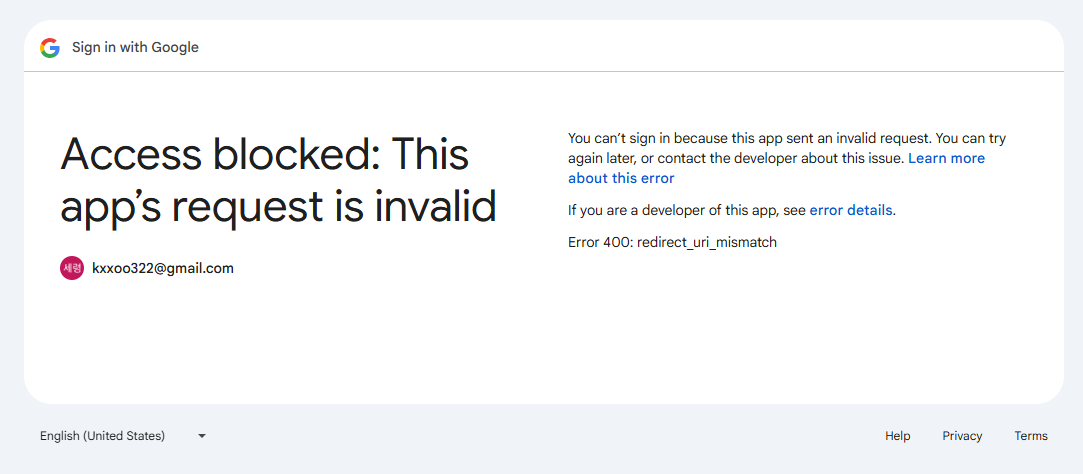 Sign in with Google
Access blocked: This
app’s request is invalid
세령 kxxoo322@gmail.com
You can’t sign in because this app sent an invalid request. You can try
again later, or contact the developer about this issue. Learn more
about this error
If you are a developer of this app, see error details.
Error 400: redirect_uri_mismatch
English (United States)
Help Privacy Terms